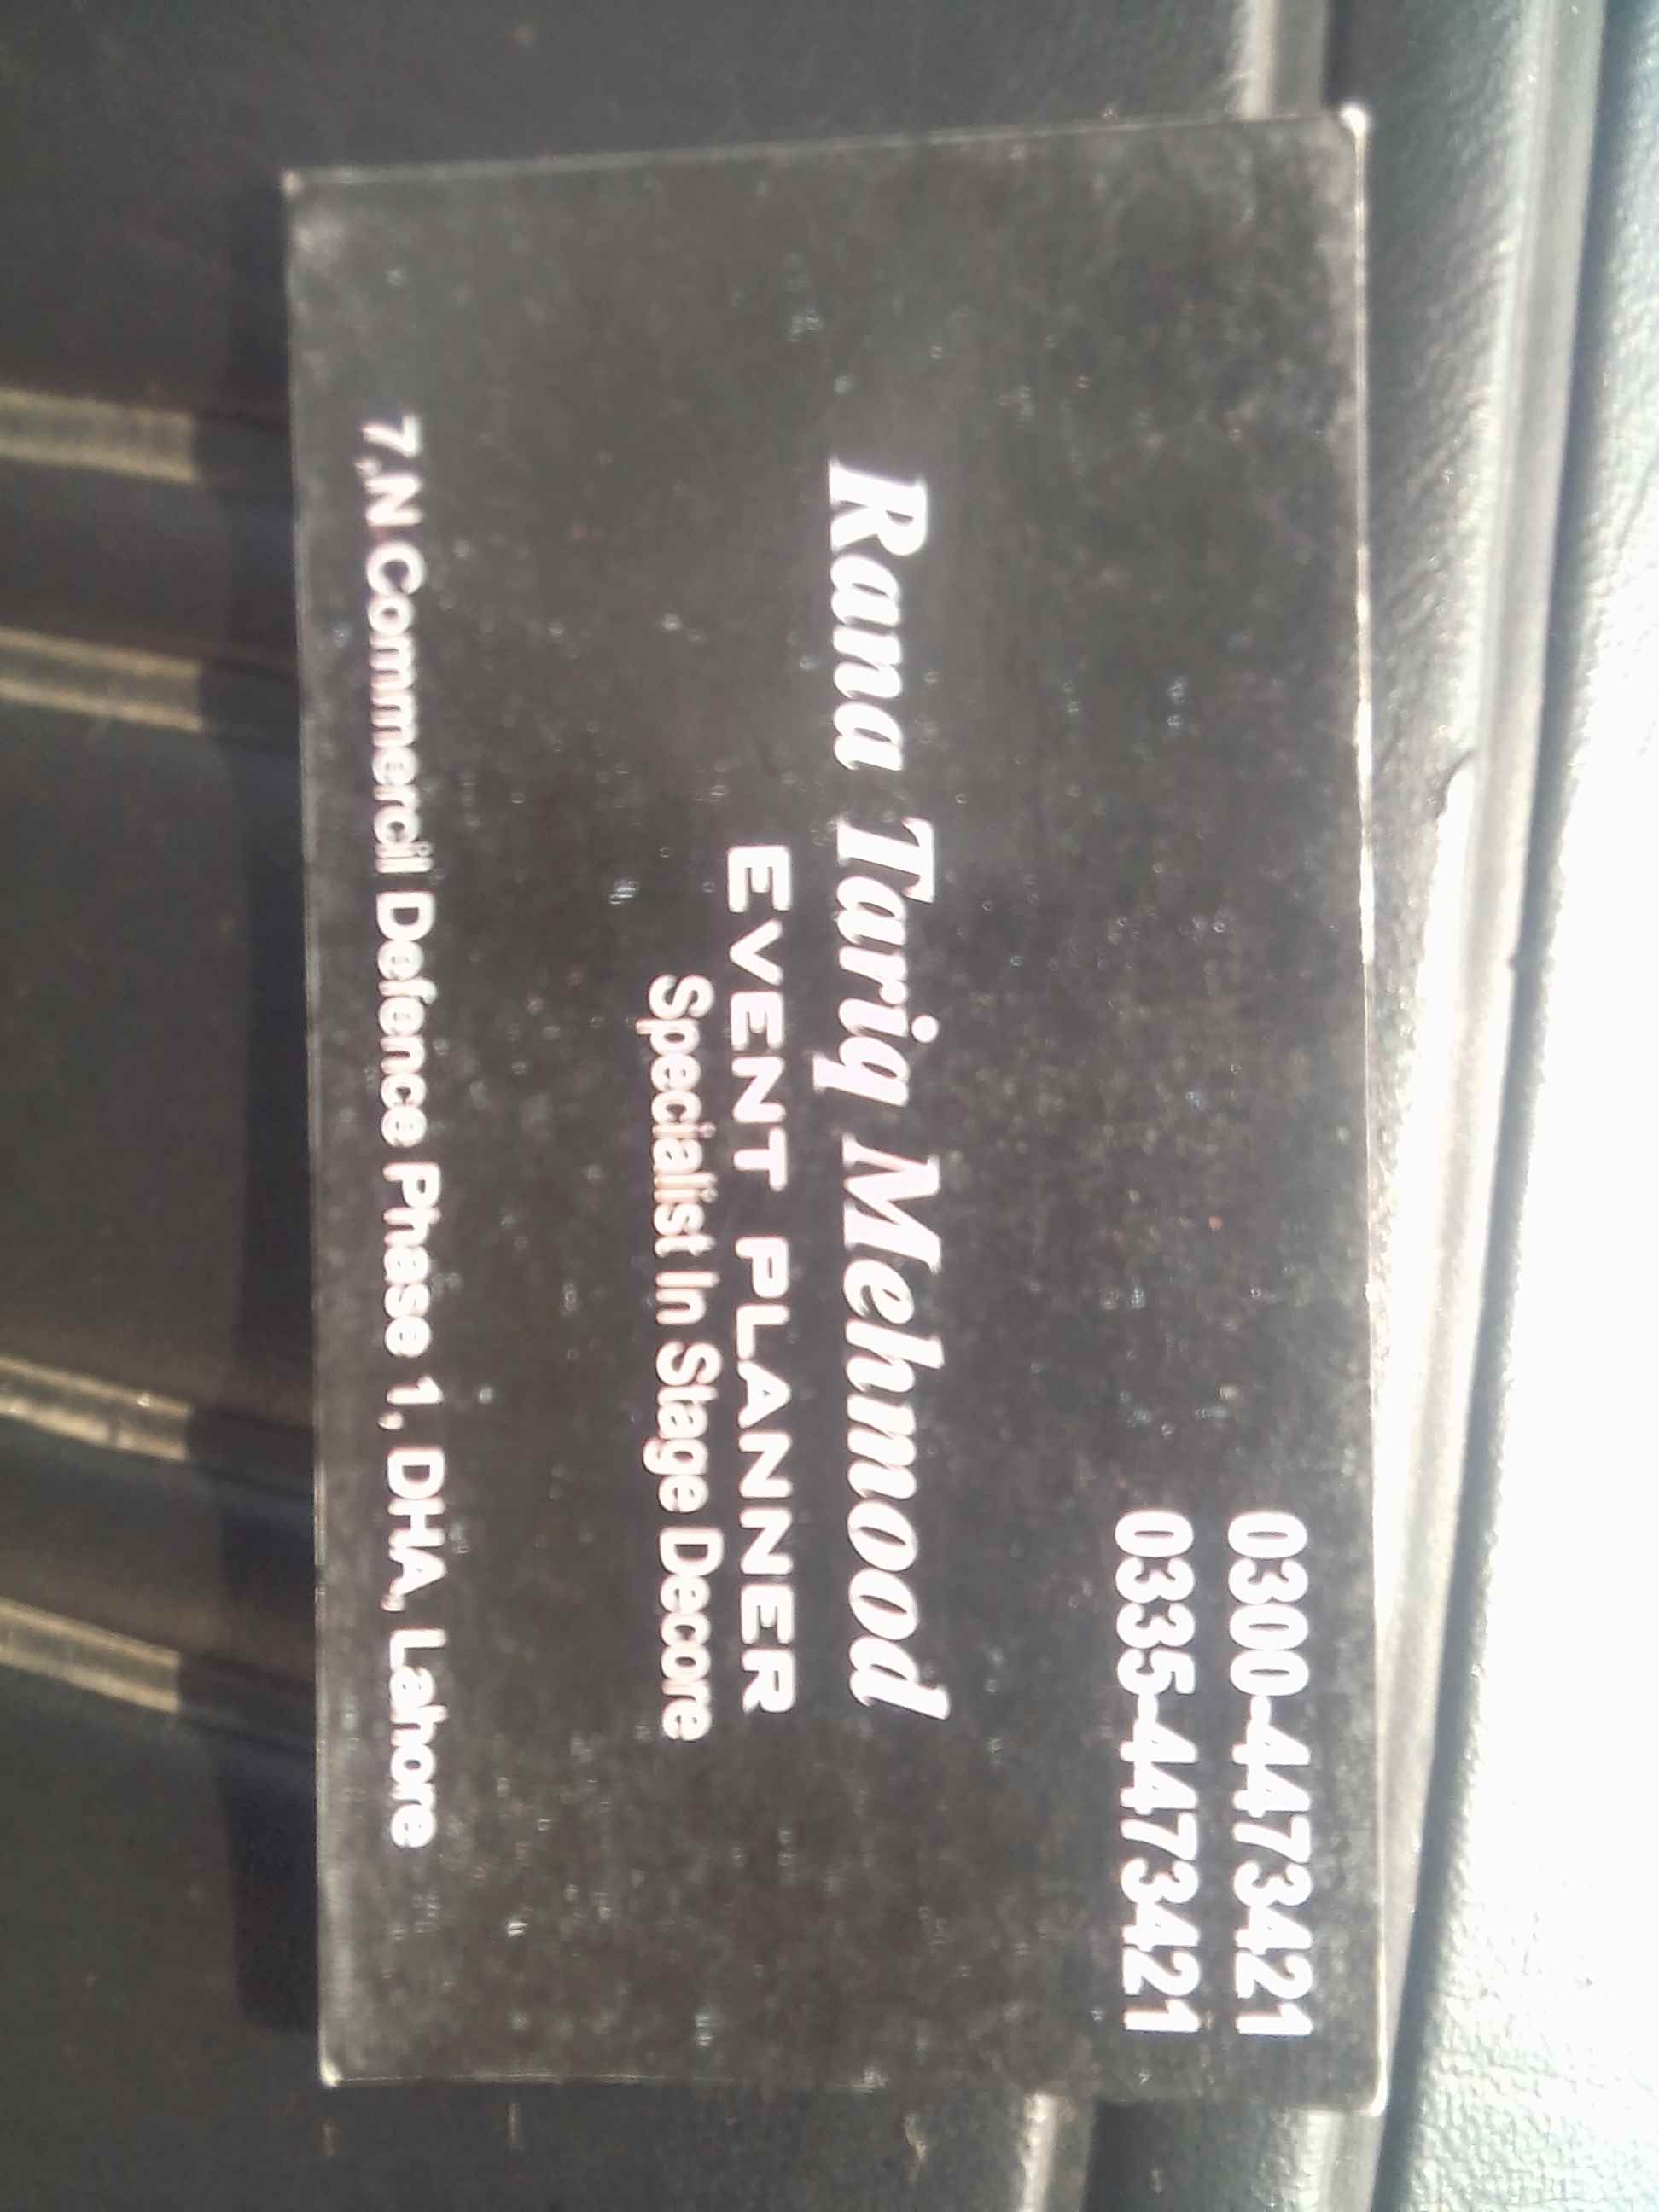 0300-4473421
0335-4473421
Rana Tariq Mehmood
EVENT PLANNER
Specialist In Stage Decore
7,N Commercil Defence Phase 1, DHA, Lahore